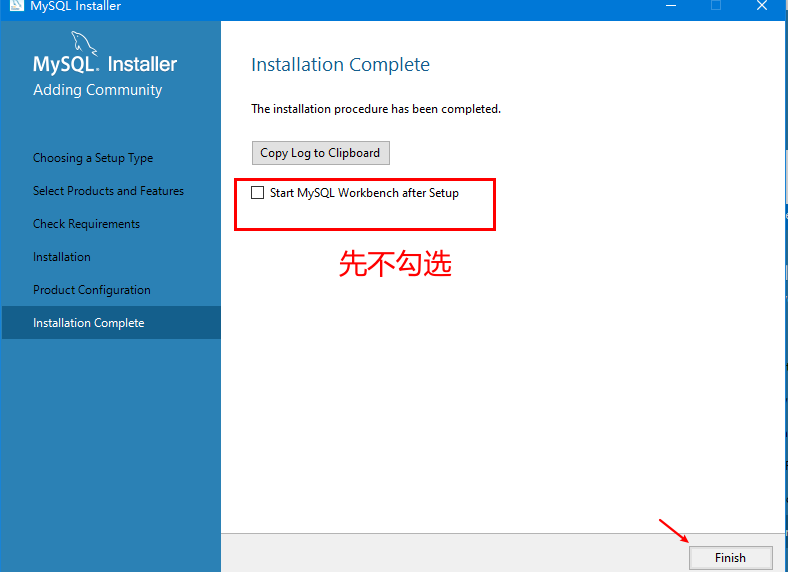 MySQL Installer
MySQL. Installer
Adding Community
Choosing a Setup Type
Select Products and Features
Check Requirements
Installation
Product Configuration
Installation Complete
Installation Complete
The installation procedure has been completed.
Copy Log to Clipboard
Start MySQL Workbench after Setup
先不勾选
Finish